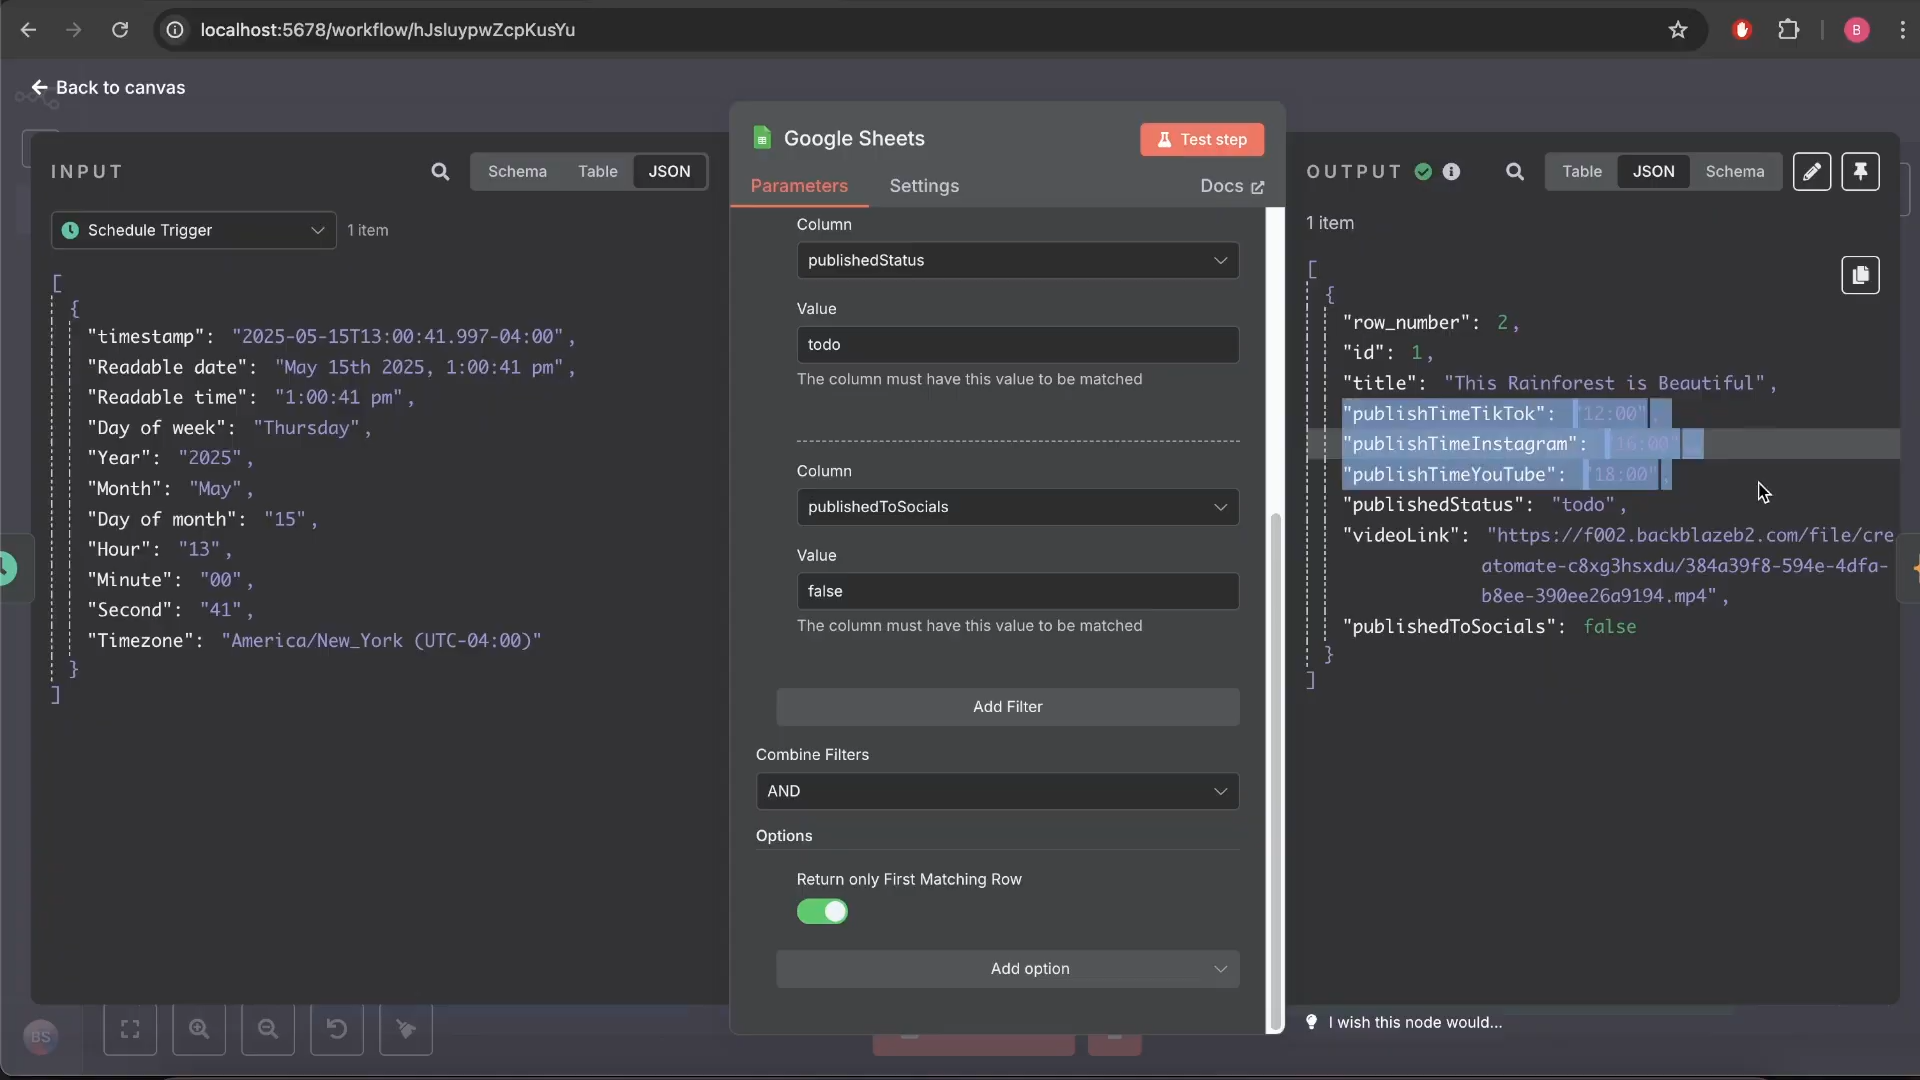 localhost:5678/workflow/hJsluypwZcpKusYu
B
Back to canvas
INPUT
Schema
Table
JSON
Schedule Trigger
1 item
[
{
"timestamp": "2025-05-15T13:00:41.997-04:00",
"Readable date": "May 15th 2025, 1:00:41 pm",
"Readable time": "1:00:41 pm",
"Day of week": "Thursday",
"Year": "2025",
"Month": "May",
"Day of month": "15",
"Hour": "13",
"Minute": "00",
"Second": "41",
"Timezone": "America/New_York (UTC-04:00)"
}
]
BS
Google Sheets
Test step
Parameters
Settings
Docs
Column
publishedStatus
Value
todo
The column must have this value to be matched
Column
publishedToSocials
Value
false
The column must have this value to be matched
Add Filter
Combine Filters
AND
Options
Return only First Matching Row
Add option
OUTPUT
Table
JSON
Schema
1 item
[
{
"row_number": 2,
"id": 1,
"title": "This Rainforest is Beautiful",
"publishTimeTikTok": "12:00",
"publishTimeInstagram": "16:00",
"publishTimeYouTube": "18:00",
"publishedStatus": "todo",
"videoLink": "https://f002.backblazeb2.com/file/cre
atomate-c8xg3hsxdu/384a39f8-594e-4dfa-
b8ee-390ee26a9194.mp4",
"publishedToSocials": false
}
]
I wish this node would...